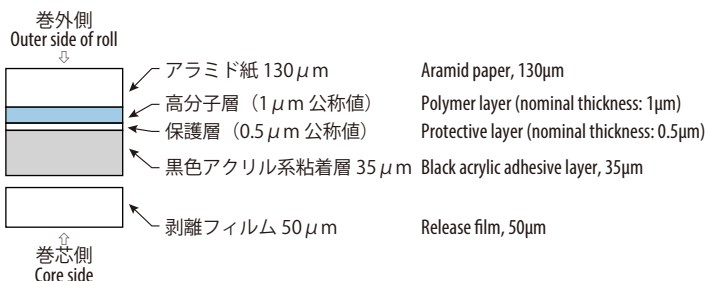 巻外側
Outer side of roll
⇩
アラミド紙 130μm Aramid paper, 130μm
高分子層（1μm 公称値） Polymer layer (nominal thickness: 1μm)
保護層（0.5μm 公称値） Protective layer (nominal thickness: 0.5μm)
黒色アクリル系粘着層 35μm Black acrylic adhesive layer, 35μm
剥離フィルム 50μm Release film, 50μm
⇧
巻芯側
Core side